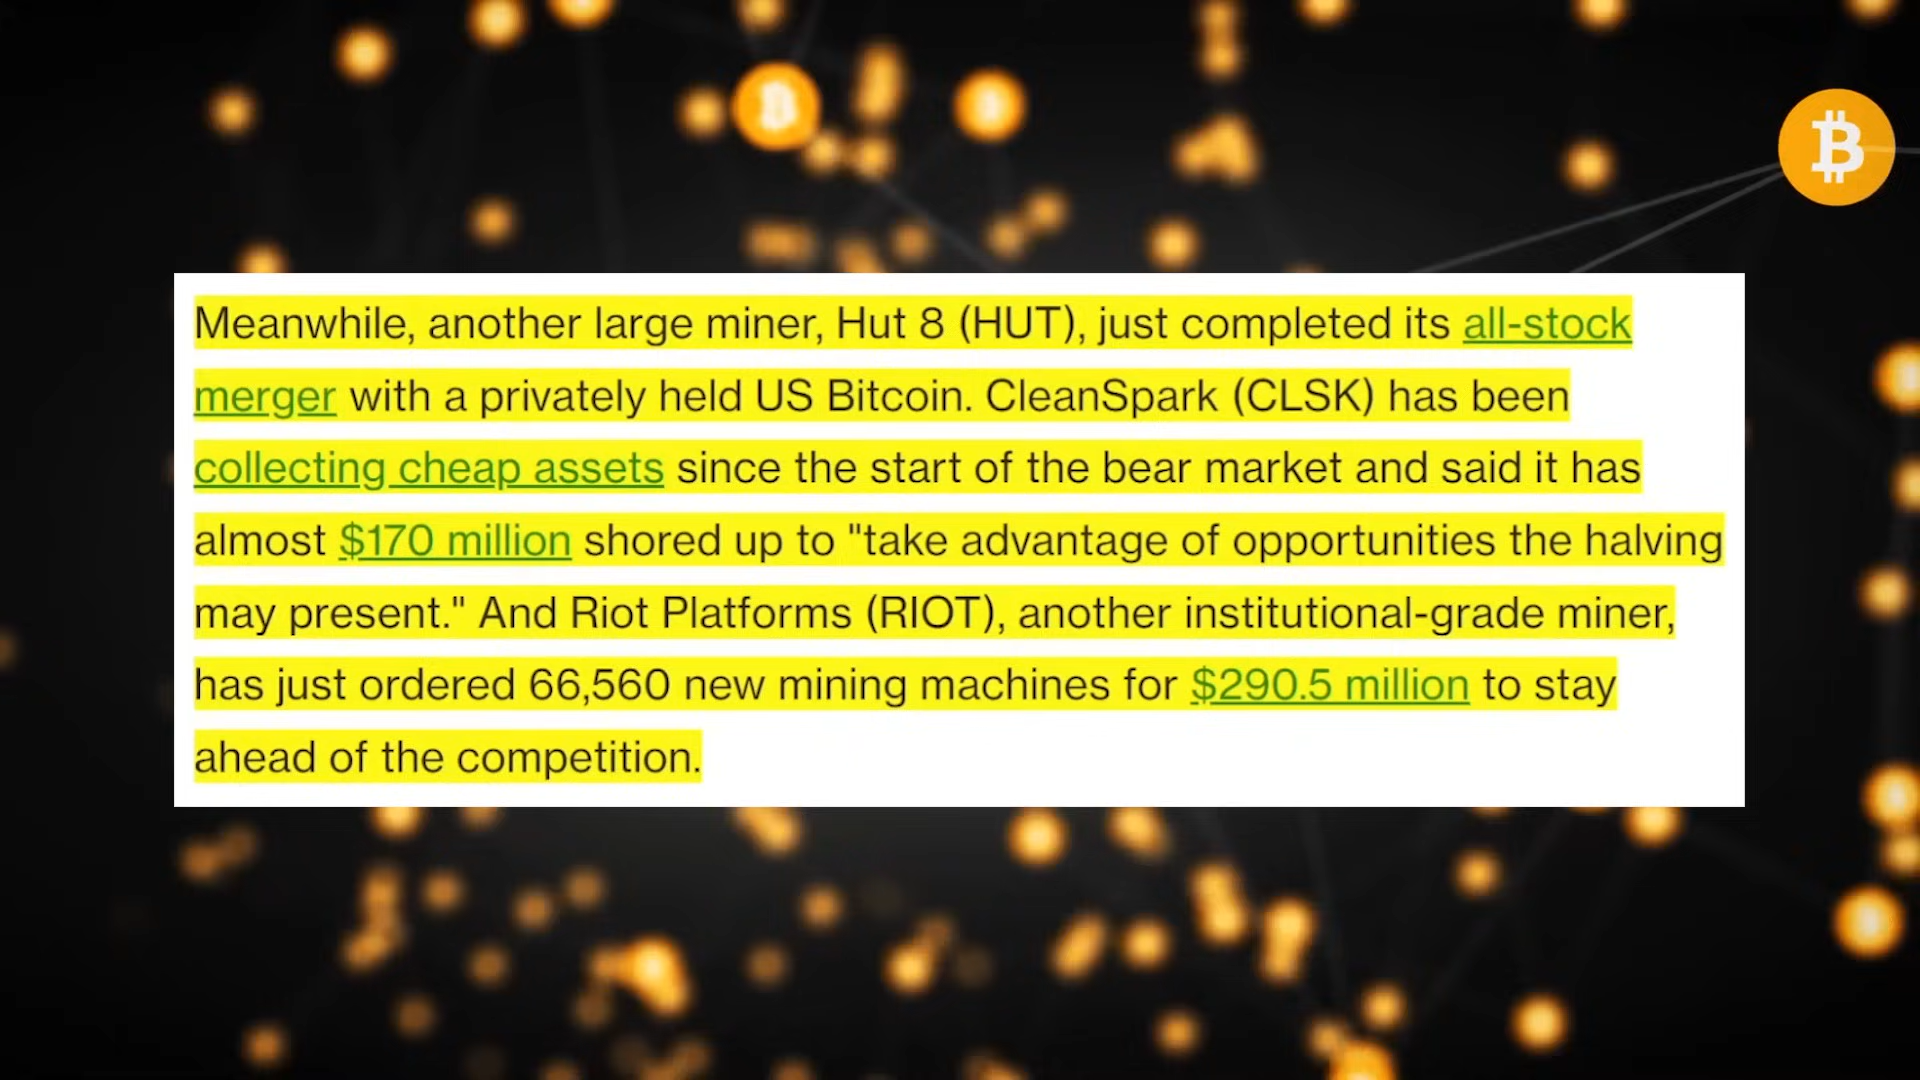 Meanwhile, another large miner, Hut 8 (HUT), just completed its all-stock
merger with a privately held US Bitcoin. CleanSpark (CLSK) has been
collecting cheap assets since the start of the bear market and said it has
almost $170 million shored up to "take advantage of opportunities the halving
may present." And Riot Platforms (RIOT), another institutional-grade miner,
has just ordered 66,560 new mining machines for $290.5 million to stay
ahead of the competition.